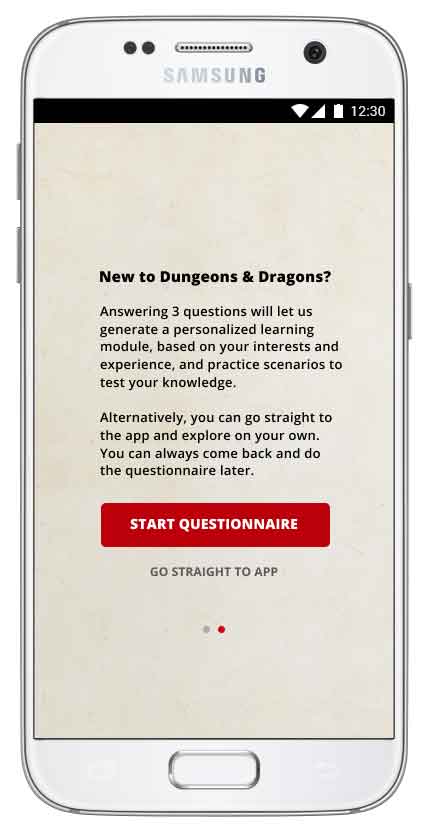 SAMSUNG
12:30
New to Dungeons & Dragons?
Answering 3 questions will let us
generate a personalized learning
module, based on your interests and
experience, and practice scenarios to
test your knowledge.
Alternatively, you can go straight to
the app and explore on your own.
You can always come back and do
the questionnaire later.
START QUESTIONNAIRE
GO STRAIGHT TO APP